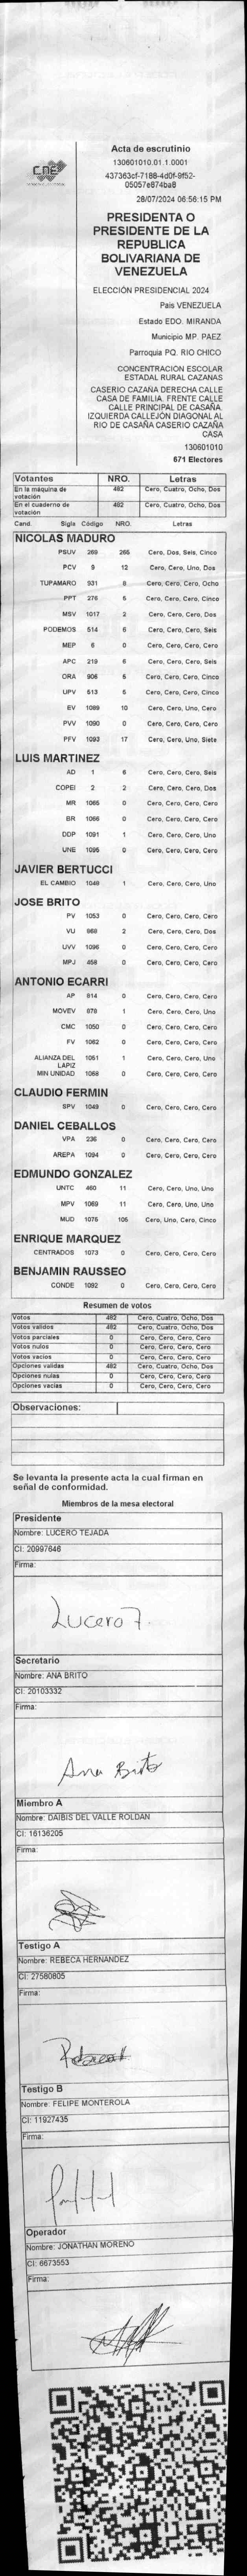 CNE
Acta de escrutinio
130601010.01.1.0001
437363cf-7188-4d0f-9f52-
05057e874ba8
28/07/2024 06:56:15 PM
PRESIDENTA O
PRESIDENTE DE LA
REPUBLICA
BOLIVARIANA DE
VENEZUELA
ELECCIÓN PRESIDENCIAL 2024
País VENEZUELA
Estado EDO. MIRANDA
Municipio MP. PAEZ
Parroquia PQ. RIO CHICO
CONCENTRACION ESCOLAR
ESTADAL RURAL CAZANAS
CASERIO CAZAÑA DERECHA CALLE
CASA DE FAMILIA. FRENTE CALLE
CALLE PRINCIPAL DE CASAÑA.
IZQUIERDA CALLEJÓN DIAGONAL AL
RIO DE CASAÑA CASERIO CAZAÑA
CASA
130601010
671 Electores
Votantes NRO. Letras
En la máquina de votación 482 Cero, Cuatro, Ocho, Dos
En el cuaderno de votación 482 Cero, Cuatro, Ocho, Dos
Cand. Sigla Código NRO. Letras
NICOLAS MADURO
PSUV 269 265 Cero, Dos, Seis, Cinco
PCV 9 12 Cero, Cero, Uno, Dos
TUPAMARO 931 8 Cero, Cero, Cero, Ocho
PPT 276 5 Cero, Cero, Cero, Cinco
MSV 1017 2 Cero, Cero, Cero, Dos
PODEMOS 514 6 Cero, Cero, Cero, Seis
MEP 6 0 Cero, Cero, Cero, Cero
APC 219 6 Cero, Cero, Cero, Seis
ORA 906 5 Cero, Cero, Cero, Cinco
UPV 513 5 Cero, Cero, Cero, Cinco
EV 1089 10 Cero, Cero, Uno, Cero
PVV 1090 0 Cero, Cero, Cero, Cero
PFV 1093 17 Cero, Cero, Uno, Siete
LUIS MARTINEZ
AD 1 6 Cero, Cero, Cero, Seis
COPEI 2 2 Cero, Cero, Cero, Dos
MR 1065 0 Cero, Cero, Cero, Cero
BR 1066 0 Cero, Cero, Cero, Cero
DDP 1091 1 Cero, Cero, Cero, Uno
UNE 1095 0 Cero, Cero, Cero, Cero
JAVIER BERTUCCI
EL CAMBIO 1048 1 Cero, Cero, Cero, Uno
JOSE BRITO
PV 1053 0 Cero, Cero, Cero, Cero
VU 868 2 Cero, Cero, Cero, Dos
UVV 1096 0 Cero, Cero, Cero, Cero
MPJ 458 0 Cero, Cero, Cero, Cero
ANTONIO ECARRI
AP 814 0 Cero, Cero, Cero, Cero
MOVEV 878 1 Cero, Cero, Cero, Uno
CMC 1050 0 Cero, Cero, Cero, Cero
FV 1062 0 Cero, Cero, Cero, Cero
ALIANZA DEL LAPIZ 1051 1 Cero, Cero, Cero, Uno
MIN UNIDAD 1068 0 Cero, Cero, Cero, Cero
CLAUDIO FERMIN
SPV 1049 0 Cero, Cero, Cero, Cero
DANIEL CEBALLOS
VPA 236 0 Cero, Cero, Cero, Cero
AREPA 1094 0 Cero, Cero, Cero, Cero
EDMUNDO GONZALEZ
UNTC 460 11 Cero, Cero, Uno, Uno
MPV 1069 11 Cero, Cero, Uno, Uno
MUD 1075 105 Cero, Uno, Cero, Cinco
ENRIQUE MARQUEZ
CENTRADOS 1073 0 Cero, Cero, Cero, Cero
BENJAMIN RAUSSEO
CONDE 1092 0 Cero, Cero, Cero, Cero
Resumen de votos
Votos 482 Cero, Cuatro, Ocho, Dos
Votos validos 482 Cero, Cuatro, Ocho, Dos
Votos parciales 0 Cero, Cero, Cero, Cero
Votos nulos 0 Cero, Cero, Cero, Cero
Votos vacios 0 Cero, Cero, Cero, Cero
Opciones validas 482 Cero, Cuatro, Ocho, Dos
Opciones nulas 0 Cero, Cero, Cero, Cero
Opciones vacias 0 Cero, Cero, Cero, Cero
Observaciones:
Se levanta la presente acta la cual firman en
señal de conformidad.
Miembros de la mesa electoral
Presidente
Nombre: LUCERO TEJADA
CI: 20997646
Firma:
Lucero T.
Secretario
Nombre: ANA BRITO
CI: 20103332
Firma:
Ana Brito
Miembro A
Nombre: DAIBIS DEL VALLE ROLDAN
CI: 16136205
Firma:
Testigo A
Nombre: REBECA HERNANDEZ
CI: 27580805
Firma:
Testigo B
Nombre: FELIPE MONTEROLA
CI: 11927435
Firma:
Operador
Nombre: JONATHAN MORENO
CI: 6673553
Firma: